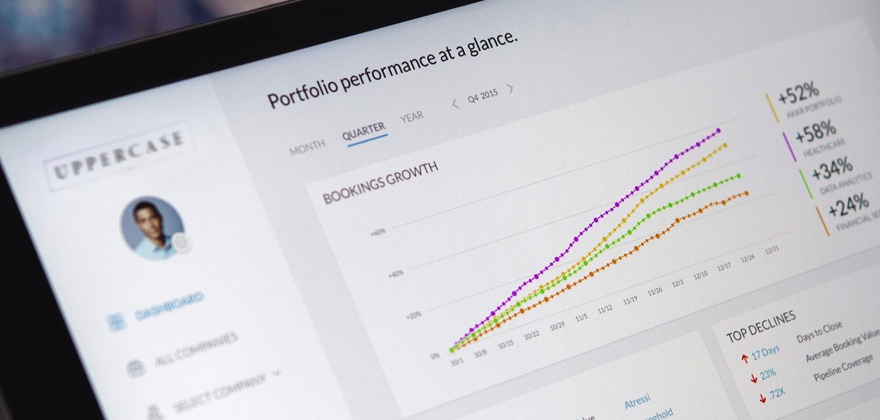 Portfolio performance at a glance.
MONTH QUARTER YEAR < Q4 2015 >
UPPERCASE
DASHBOARD
ALL COMPANIES
SELECT COMPANY
BOOKINGS GROWTH
+60%
+40%
+20%
0%
10/1 10/8 10/15 10/22 10/29 11/5 11/12 11/19 11/26 12/3 12/10 12/17 12/24 12/31
+52%
PORTFOLIO
+58%
HEALTHCARE
+34%
DATA ANALYTICS
+24%
FINANCIAL SE
TOP DECLINES
17 Days Days to Close
23% Average Booking Value
.72X Pipeline Coverage
Atressi